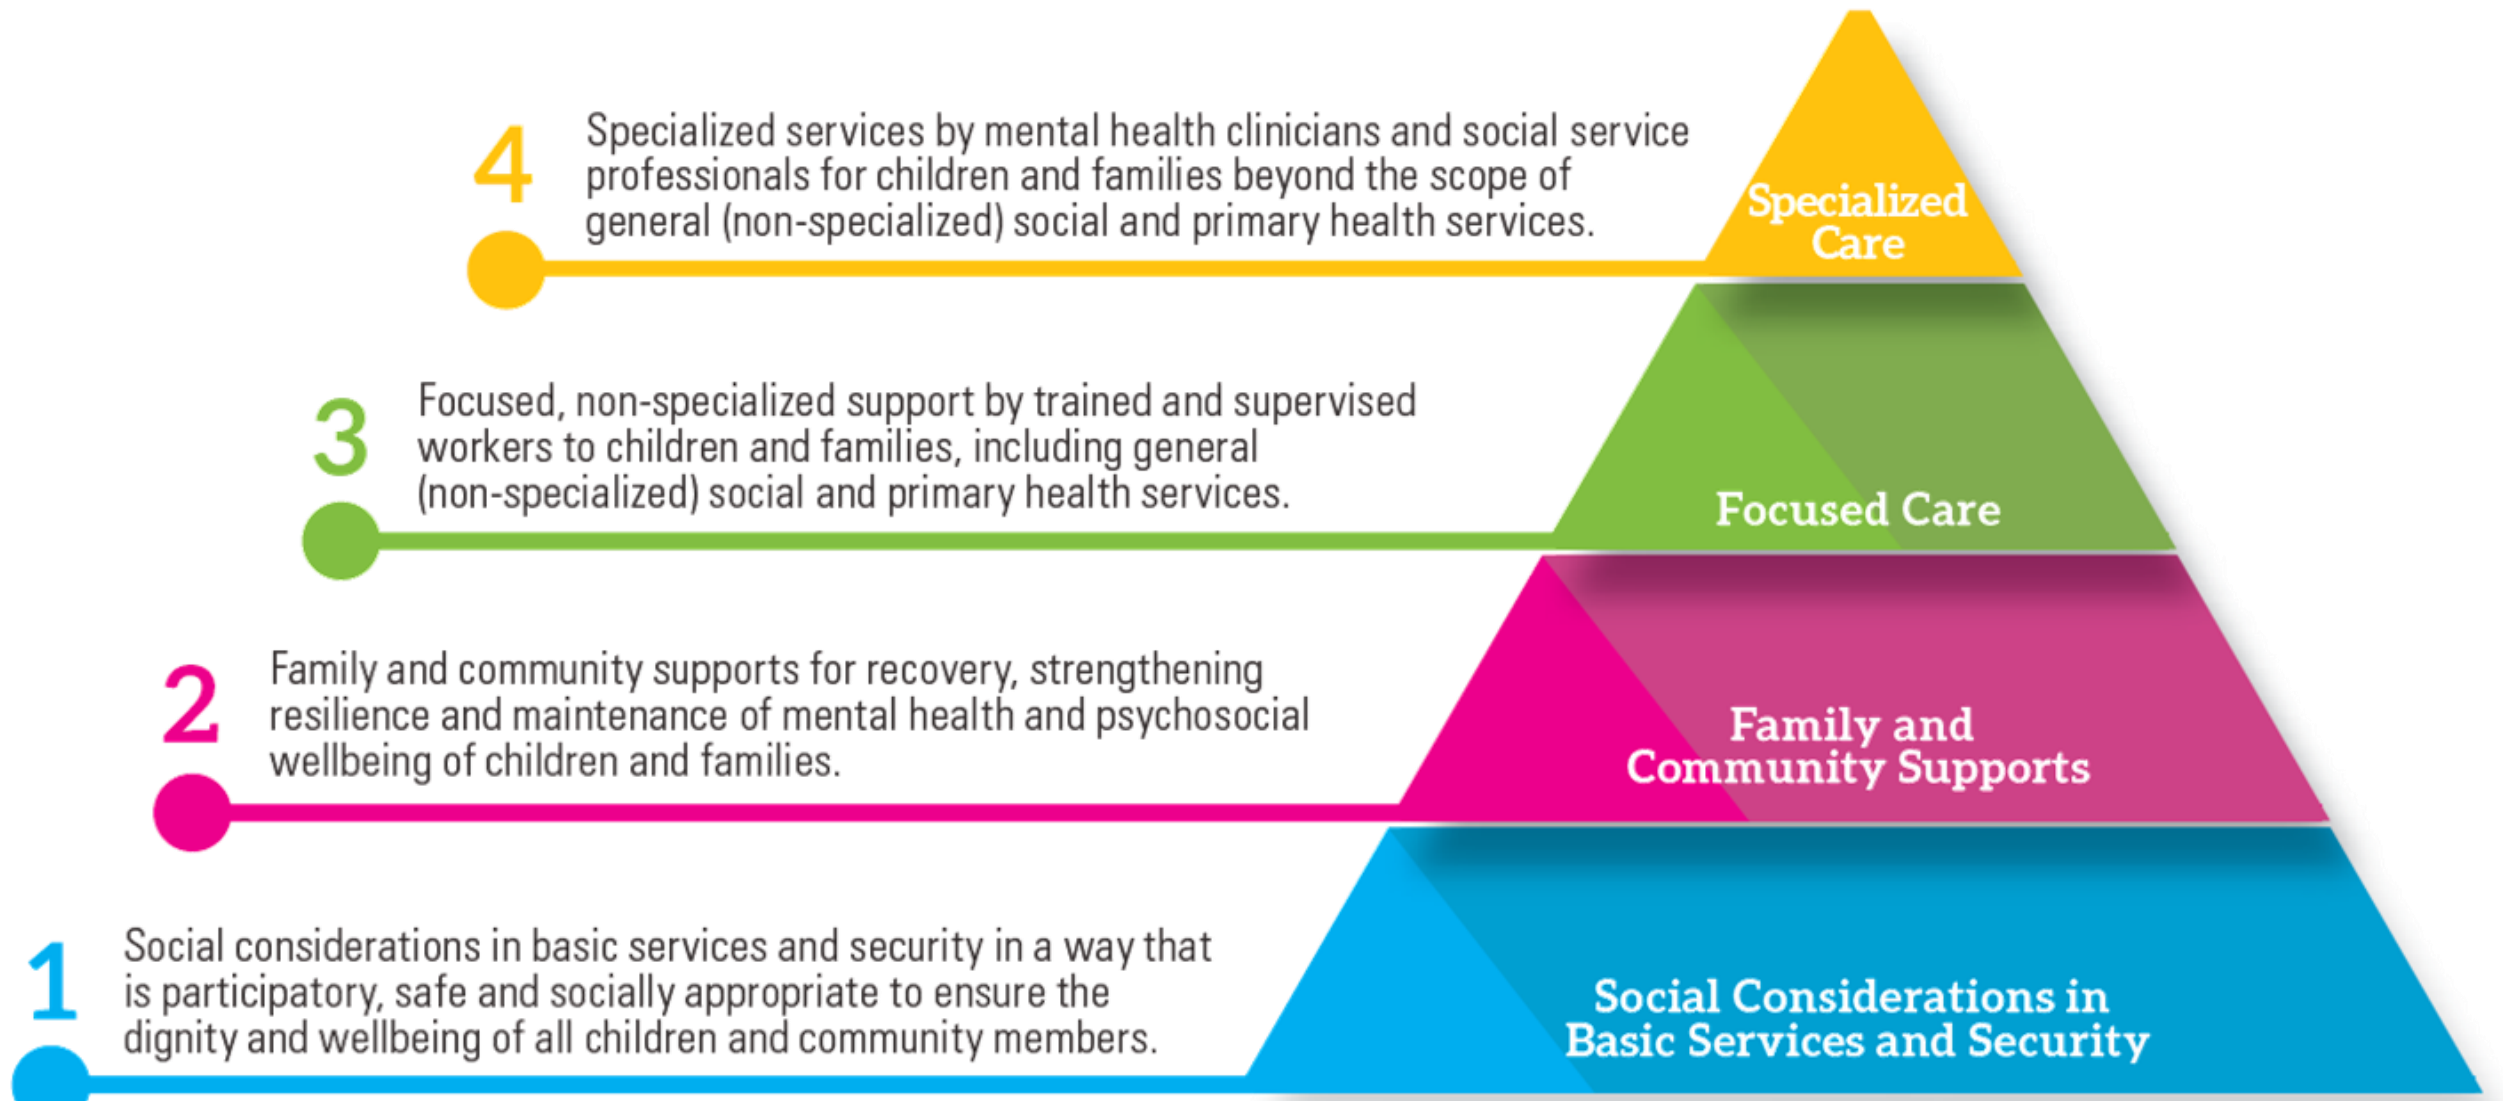 4
Specialized services by mental health clinicians and social service
professionals for children and families beyond the scope of
general (non-specialized) social and primary health services.
Specialized
Care
3
Focused, non-specialized support by trained and supervised
workers to children and families, including general
(non-specialized) social and primary health services.
Focused Care
2
Family and community supports for recovery, strengthening
resilience and maintenance of mental health and psychosocial
wellbeing of children and families.
Family and
Community Supports
1
Social considerations in basic services and security in a way that
is participatory, safe and socially appropriate to ensure the
dignity and wellbeing of all children and community members.
Social Considerations in
Basic Services and Security